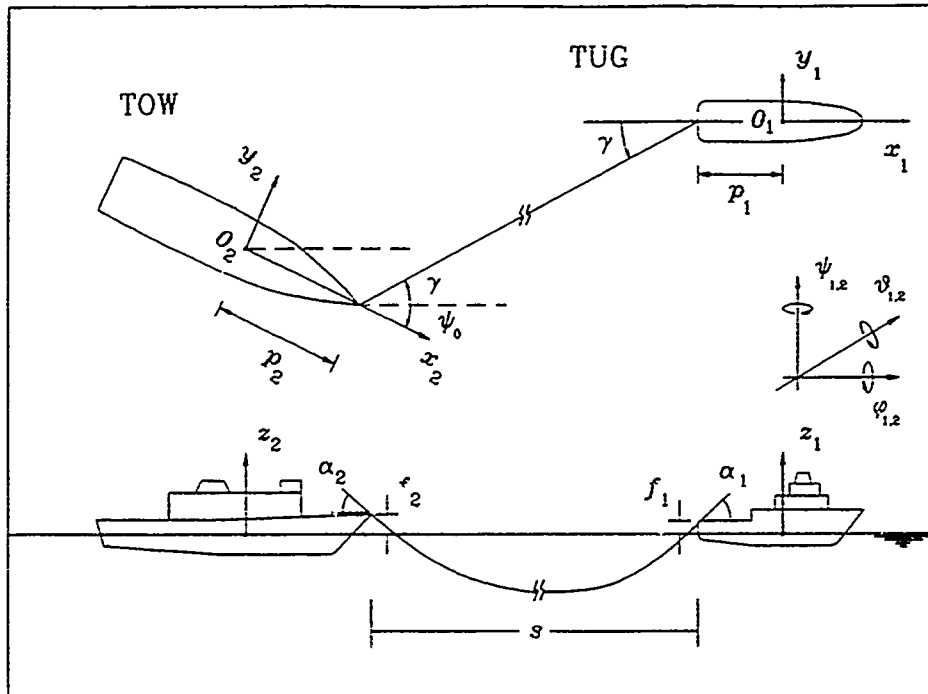 TUG
TOW
y₁
O₁
x₁
γ
p₁
y₂
O₂
γ
ψ₀
x₂
p₂
ψ₁,₂
ϑ₁,₂
φ₁,₂
z₂
α₂
f₂
f₁
α₁
z₁
s